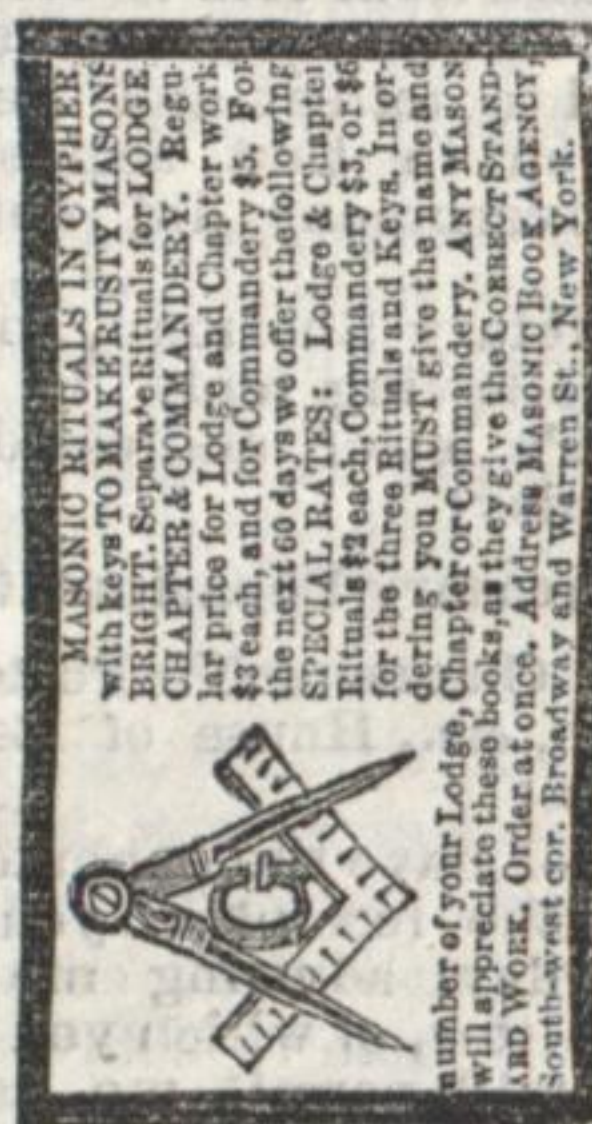 MASONIC RITUALS IN CYPHER
with keys TO MAKE RUSTY MASONS
BRIGHT. Separate Rituals for LODGE
CHAPTER & COMMANDERY. Regu-
lar price for Lodge and Chapter work
$3 each, and for Commandery $5. For
the next 60 days we offer the following
SPECIAL RATES: Lodge & Chapter
Rituals $2 each, Commandery $3, or $6
for the three Rituals and Keys. In or-
dering you MUST give the name and
number of your Lodge, Chapter or Commandery. ANY MASON
will appreciate these books, as they give the CORRECT STAND-
ARD WORK. Order at once. Address MASONIC BOOK AGENCY,
South-west cor. Broadway and Warren St., New York.
G